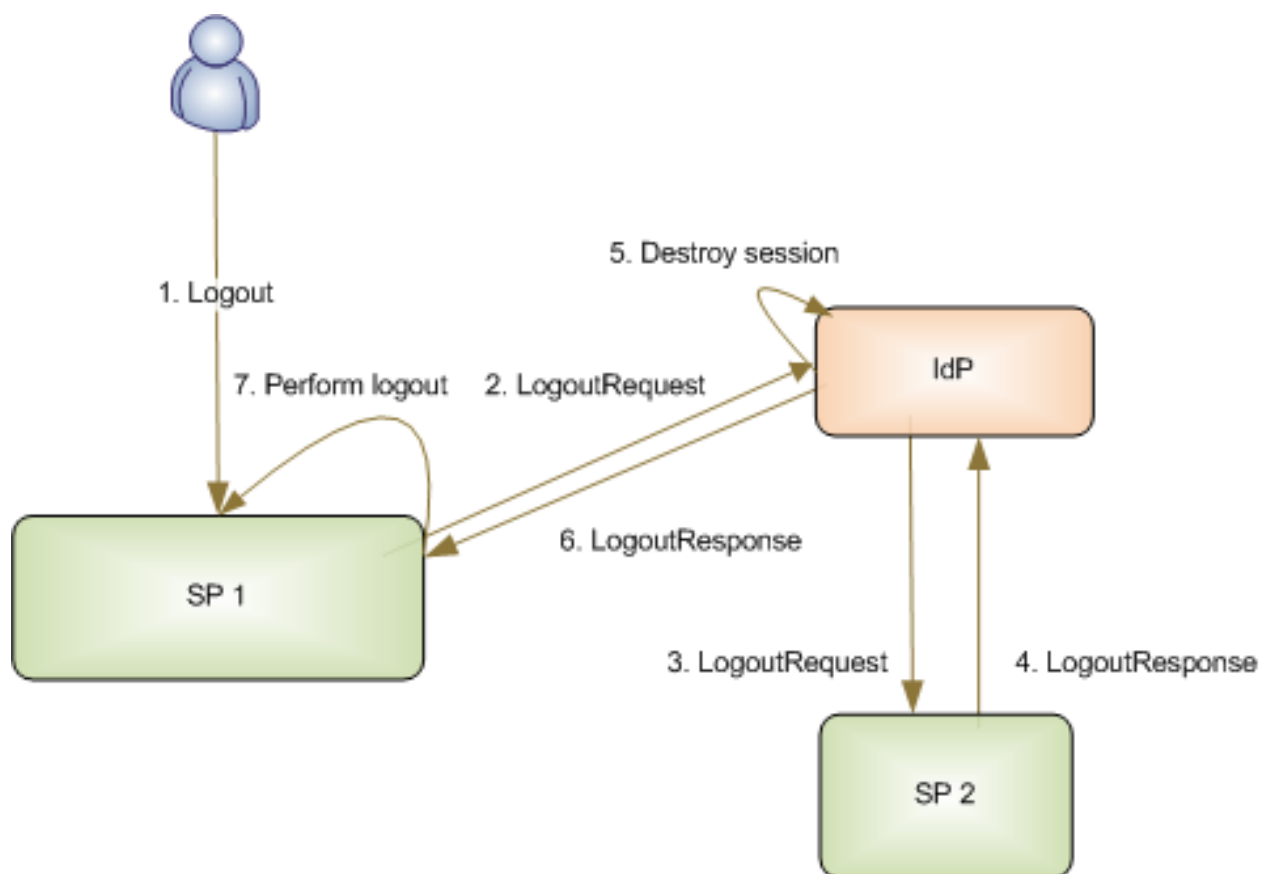 5. Destroy session
1. Logout
IdP
7. Perform logout
2. LogoutRequest
6. LogoutResponse
SP 1
3. LogoutRequest
4. LogoutResponse
SP 2